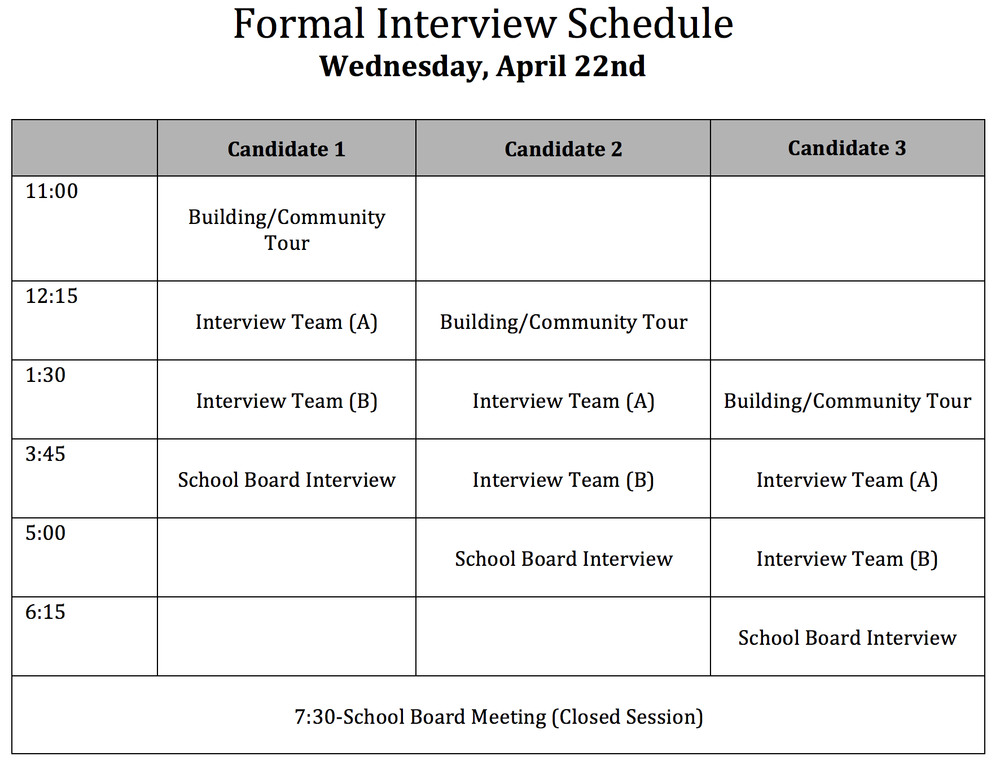 Formal Interview Schedule
Wednesday, April 22nd
Candidate 1 Candidate 2 Candidate 3
11:00
Building/Community
Tour
12:15
Interview Team (A) Building/Community Tour
1:30
Interview Team (B) Interview Team (A) Building/Community Tour
3:45
School Board Interview Interview Team (B) Interview Team (A)
5:00
School Board Interview Interview Team (B)
6:15
School Board Interview
7:30-School Board Meeting (Closed Session)